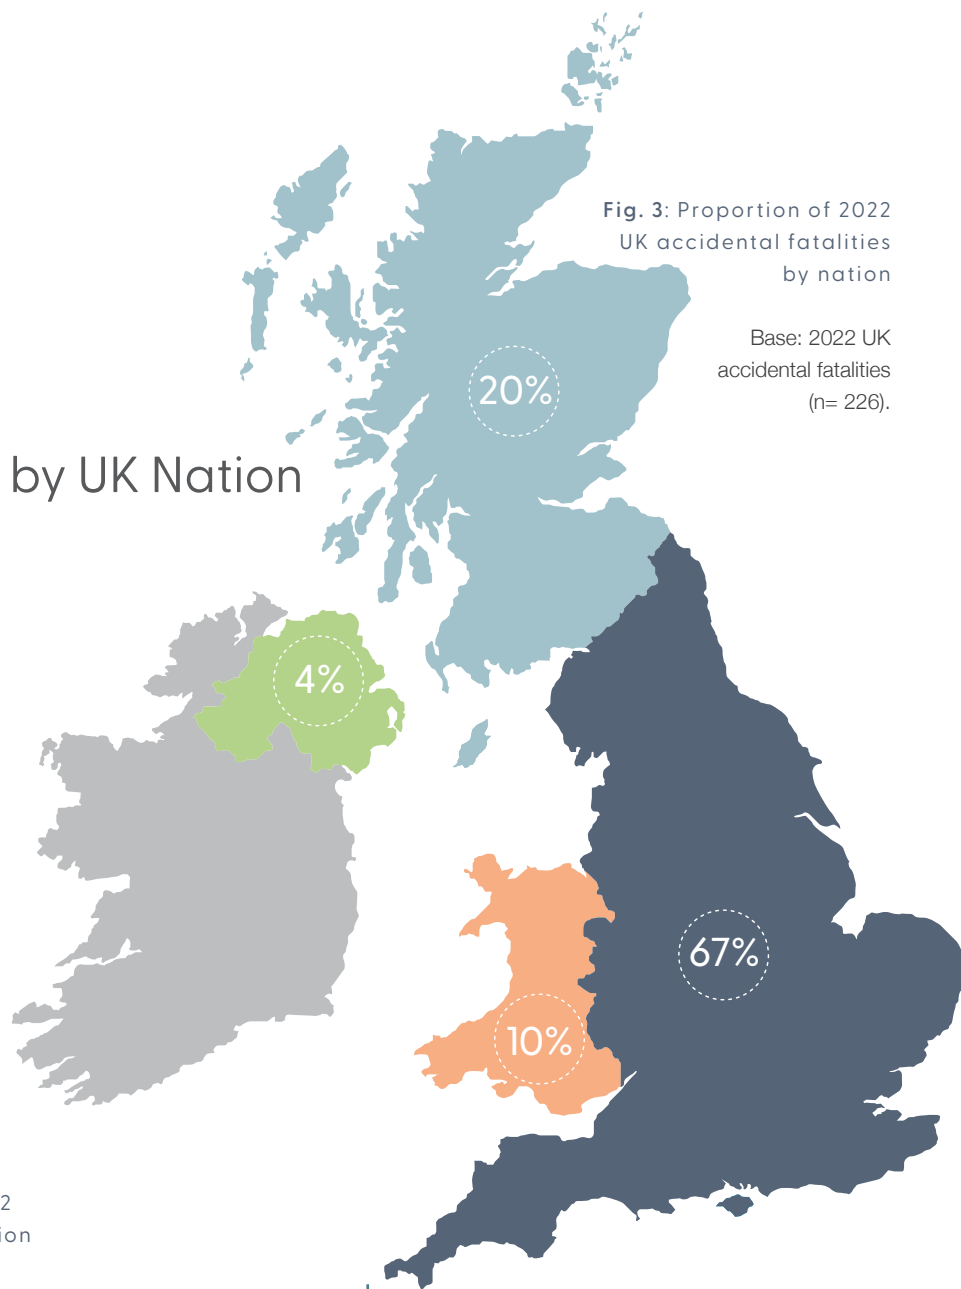 Fig. 3: Proportion of 2022
UK accidental fatalities
by nation
Base: 2022 UK
accidental fatalities
(n= 226).
20%
by UK Nation
4%
67%
10%
2
ion